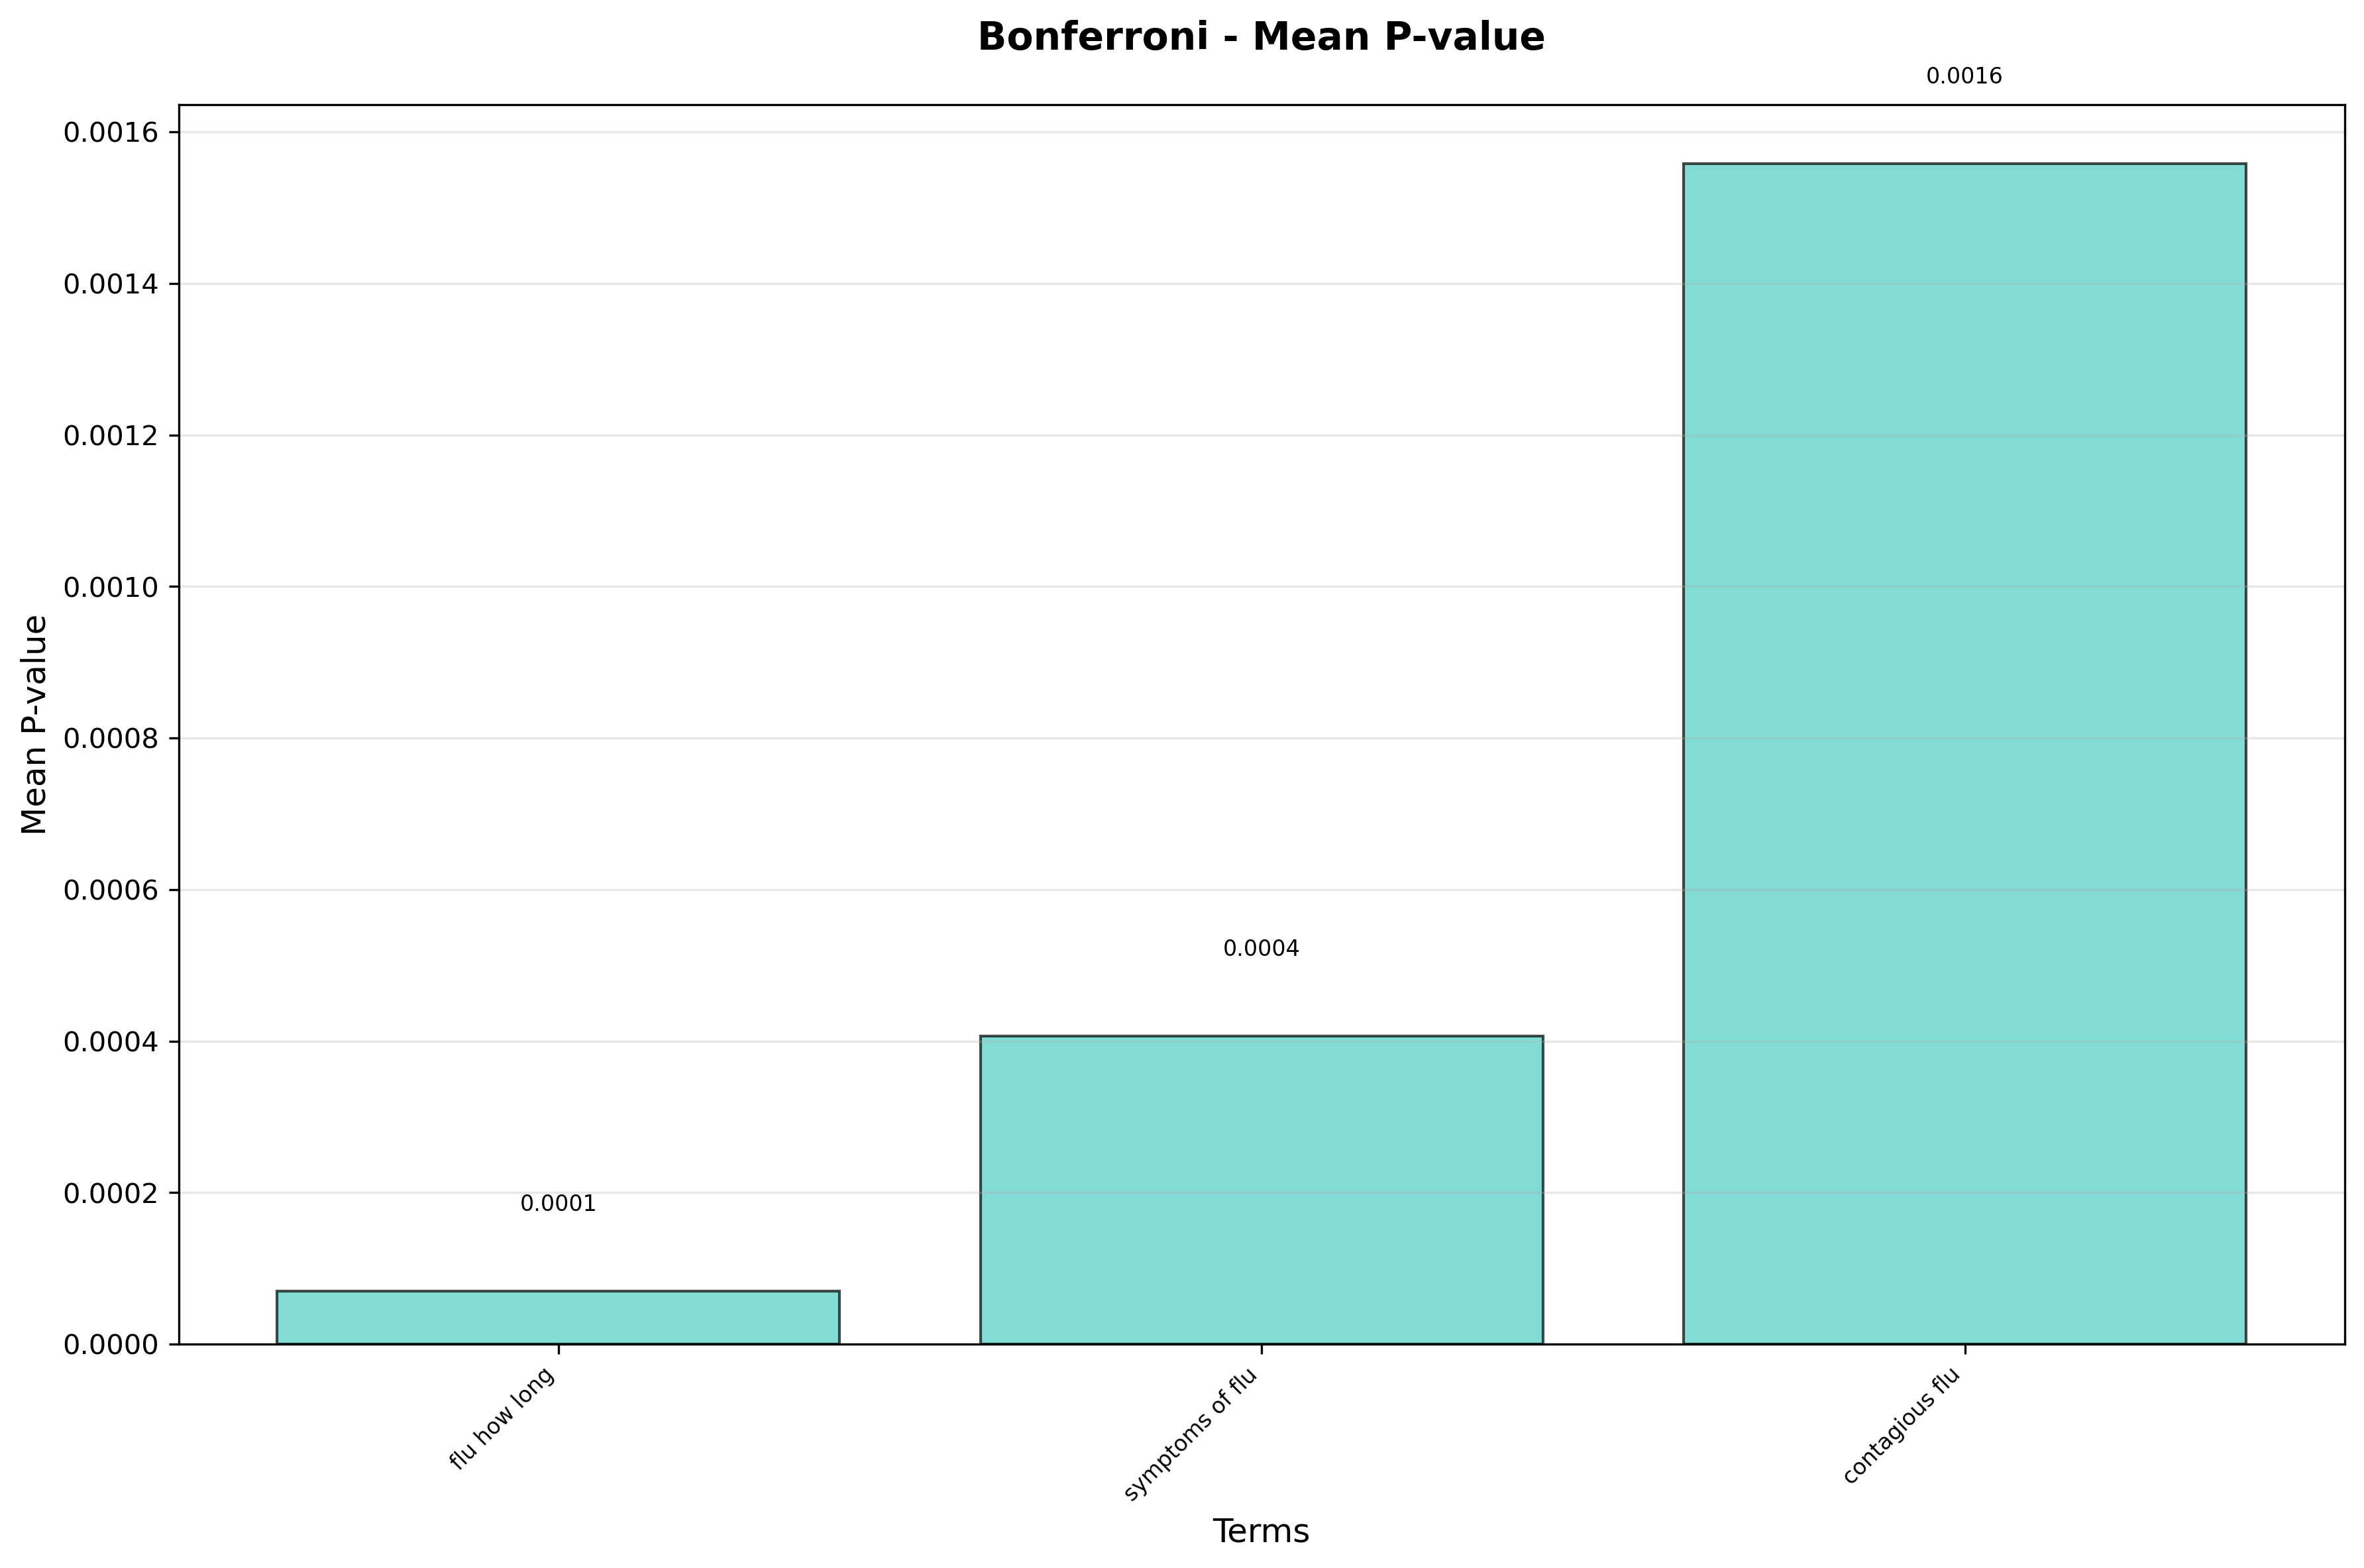 Bonferroni - Mean P-value
0.0016
0.0016
0.0014
0.0012
0.0010
0.0008
0.0006
0.0004
0.0002
0.0000
Mean P-value
0.0001
0.0004
flu how long
symptoms of flu
contagious flu
Terms